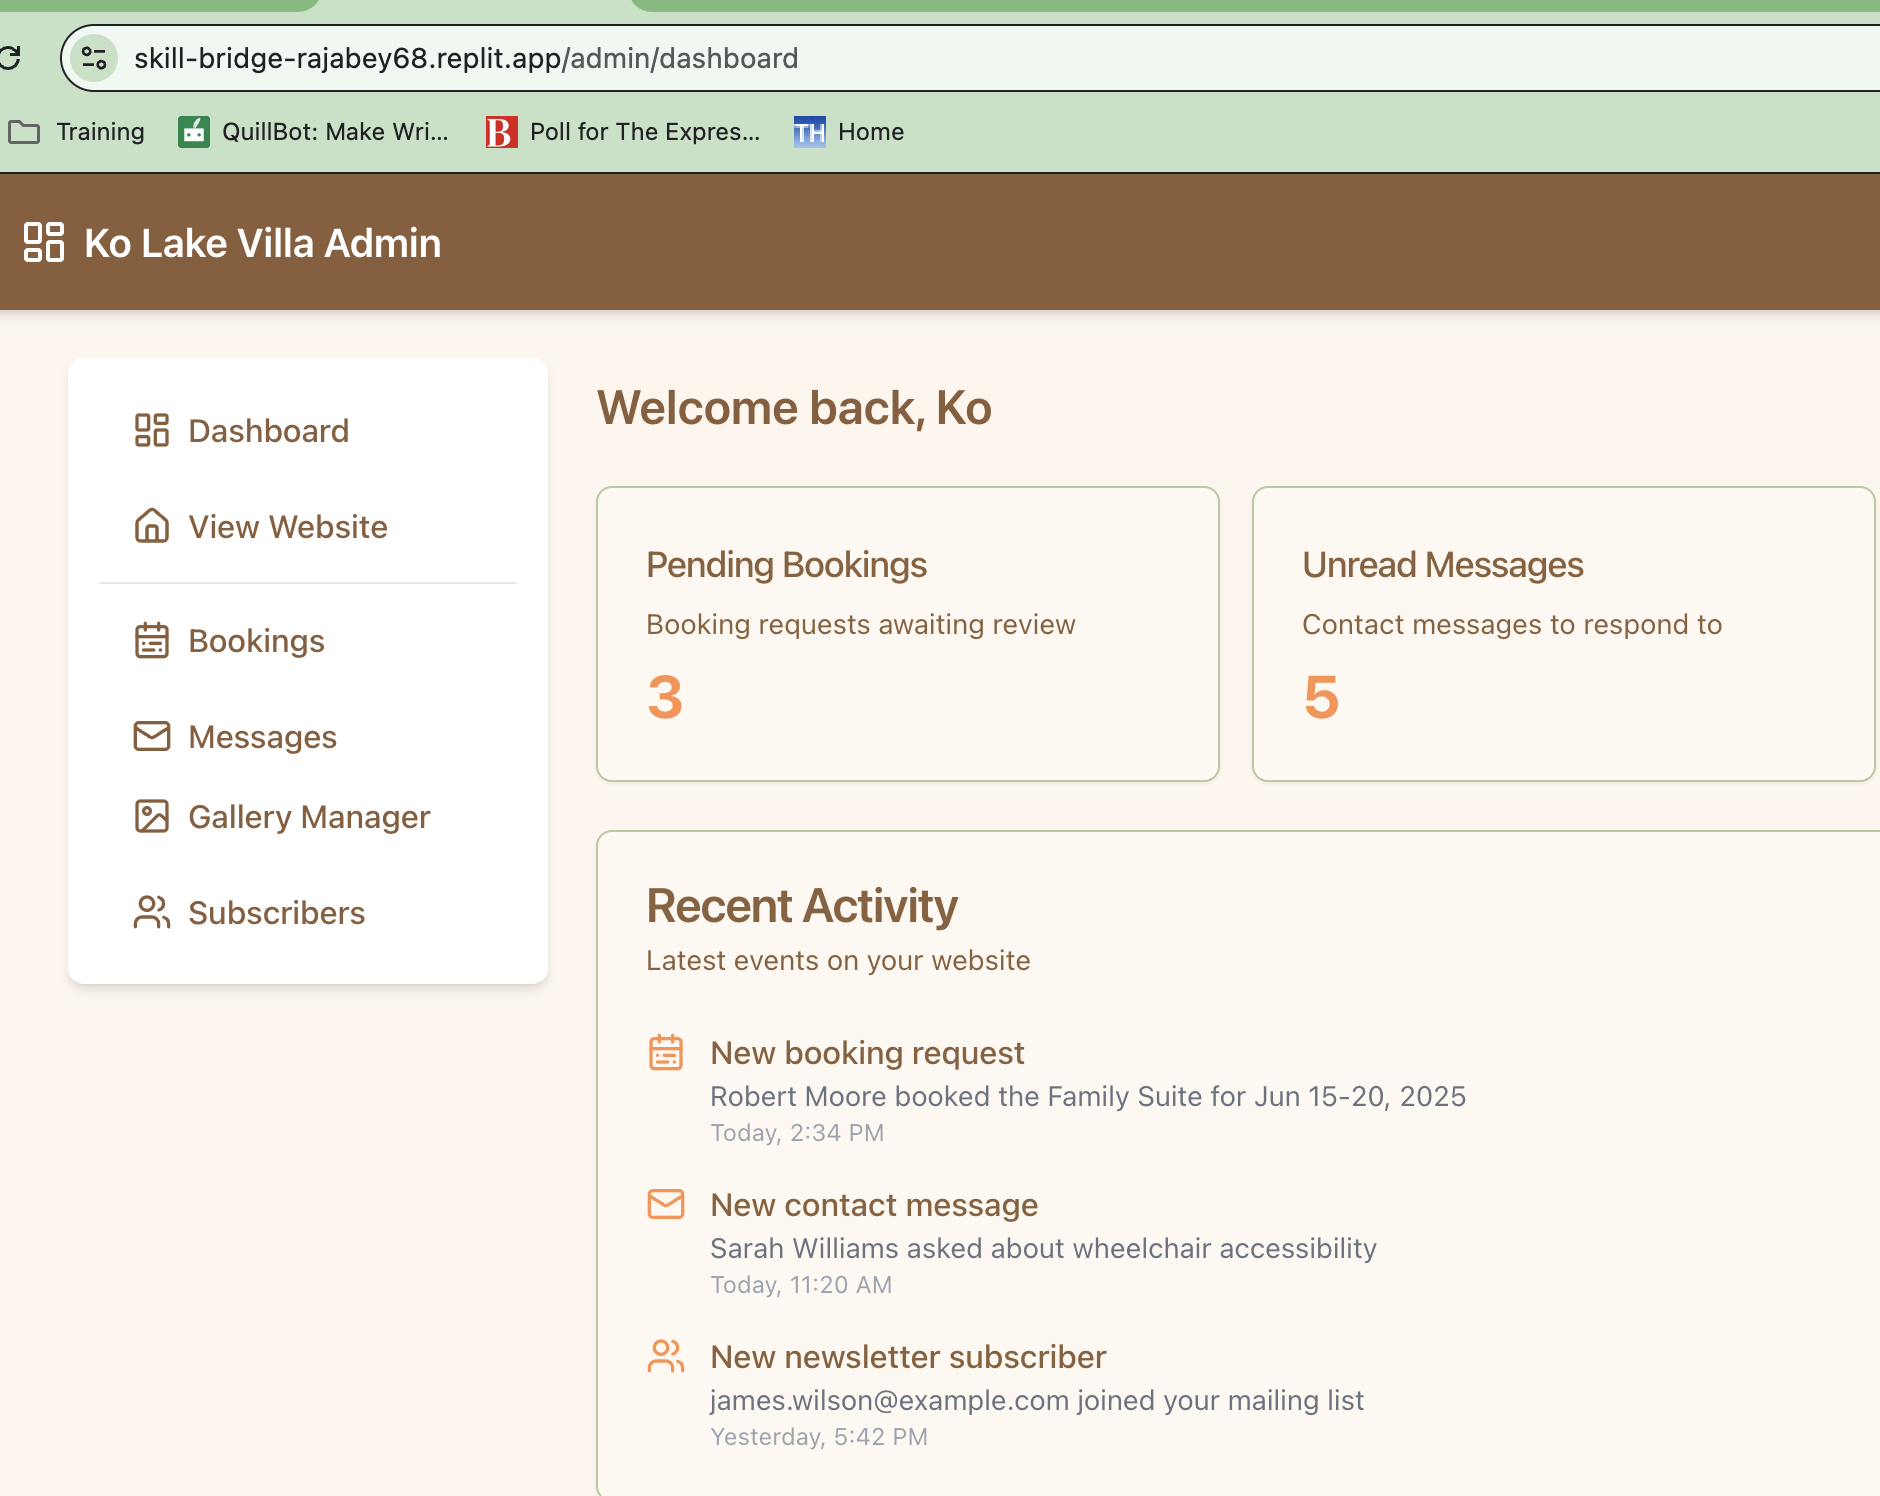 skill-bridge-rajabey68.replit.app/admin/dashboard
Training
QuillBot: Make Wri...
B
Poll for The Expres...
TH
Home
Ko Lake Villa Admin
Dashboard
View Website
Bookings
Messages
Gallery Manager
Subscribers
Welcome back, Ko
Pending Bookings
Booking requests awaiting review
3
Unread Messages
Contact messages to respond to
5
Recent Activity
Latest events on your website
New booking request
Robert Moore booked the Family Suite for Jun 15-20, 2025
Today, 2:34 PM
New contact message
Sarah Williams asked about wheelchair accessibility
Today, 11:20 AM
New newsletter subscriber
james.wilson@example.com joined your mailing list
Yesterday, 5:42 PM